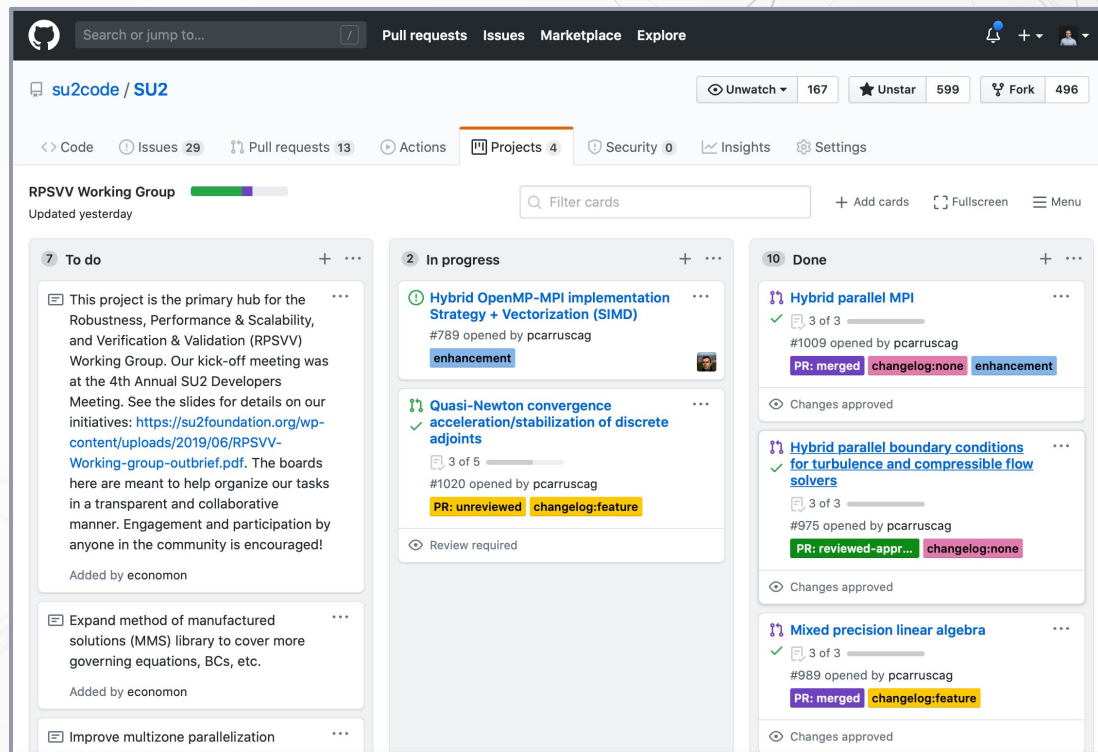 Search or jump to... /
Pull requests Issues Marketplace Explore
su2code / SU2
Unwatch 167 Unstar 599 Fork 496
Code Issues 29 Pull requests 13 Actions Projects 4 Security 0 Insights Settings
RPSVV Working Group
Updated yesterday
Filter cards
Add cards Fullscreen Menu
7 To do
This project is the primary hub for the
Robustness, Performance & Scalability,
and Verification & Validation (RPSVV)
Working Group. Our kick-off meeting was
at the 4th Annual SU2 Developers
Meeting. See the slides for details on our
initiatives: https://su2foundation.org/wp-
content/uploads/2019/06/RPSVV-
Working-group-outbrief.pdf. The boards
here are meant to help organize our tasks
in a transparent and collaborative
manner. Engagement and participation by
anyone in the community is encouraged!
Added by economon
Expand method of manufactured
solutions (MMS) library to cover more
governing equations, BCs, etc.
Added by economon
Improve multizone parallelization
2 In progress
Hybrid OpenMP-MPI implementation
Strategy + Vectorization (SIMD)
#789 opened by pcarruscag
enhancement
Quasi-Newton convergence
acceleration/stabilization of discrete
adjoints
3 of 5
#1020 opened by pcarruscag
PR: unreviewed changelog:feature
Review required
10 Done
Hybrid parallel MPI
3 of 3
#1009 opened by pcarruscag
PR: merged changelog:none enhancement
Changes approved
Hybrid parallel boundary conditions
for turbulence and compressible flow
solvers
3 of 3
#975 opened by pcarruscag
PR: reviewed-appr... changelog:none
Changes approved
Mixed precision linear algebra
3 of 3
#989 opened by pcarruscag
PR: merged changelog:feature
Changes approved